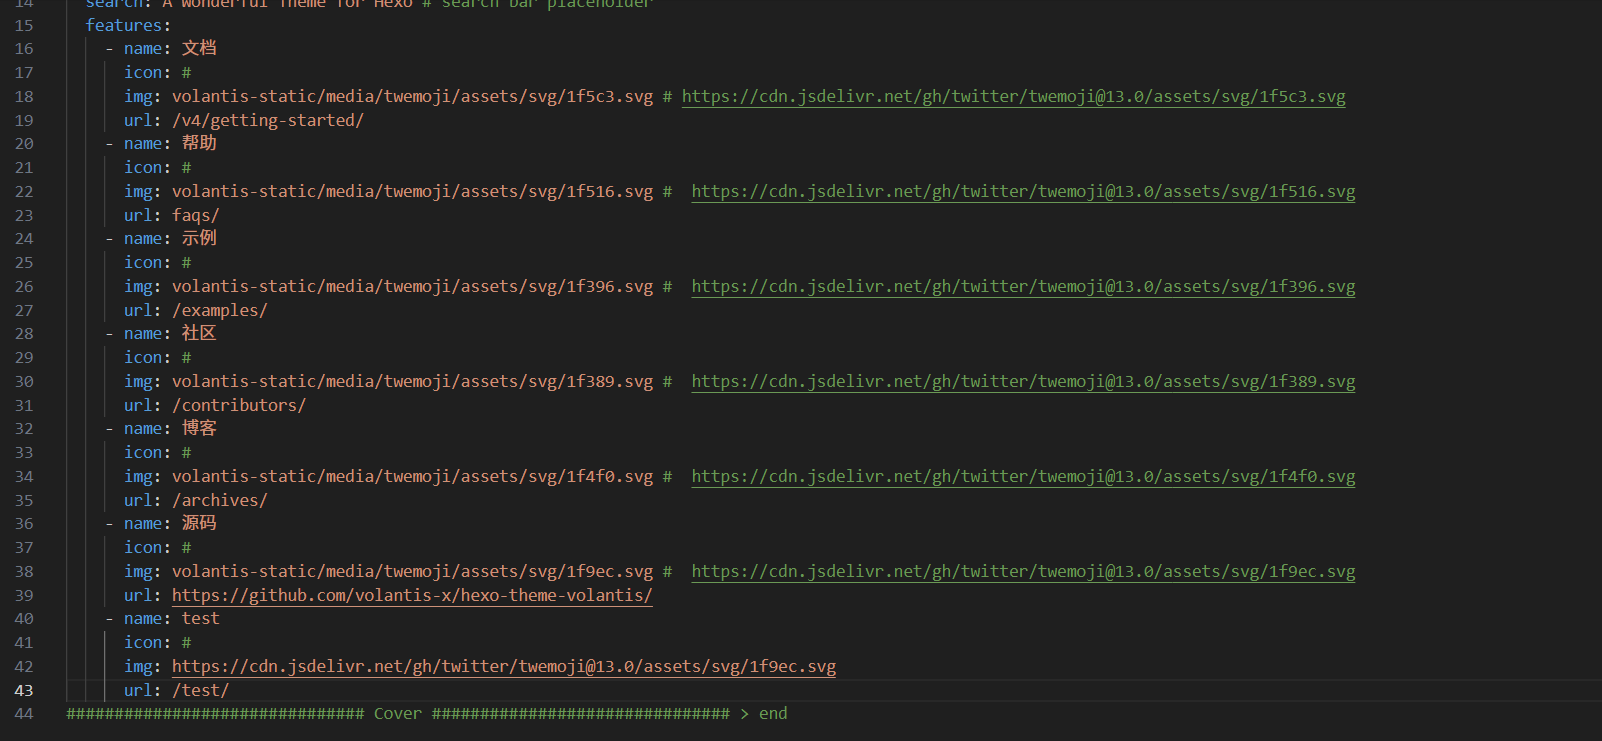 14 search: A Wonderful Theme for Hexo # search bar placeholder
15 features:
16 - name: 文档
17 icon: #
18 img: volantis-static/media/twemoji/assets/svg/1f5c3.svg # https://cdn.jsdelivr.net/gh/twitter/twemoji@13.0/assets/svg/1f5c3.svg
19 url: /v4/getting-started/
20 - name: 帮助
21 icon: #
22 img: volantis-static/media/twemoji/assets/svg/1f516.svg #  https://cdn.jsdelivr.net/gh/twitter/twemoji@13.0/assets/svg/1f516.svg
23 url: faqs/
24 - name: 示例
25 icon: #
26 img: volantis-static/media/twemoji/assets/svg/1f396.svg #  https://cdn.jsdelivr.net/gh/twitter/twemoji@13.0/assets/svg/1f396.svg
27 url: /examples/
28 - name: 社区
29 icon: #
30 img: volantis-static/media/twemoji/assets/svg/1f389.svg #  https://cdn.jsdelivr.net/gh/twitter/twemoji@13.0/assets/svg/1f389.svg
31 url: /contributors/
32 - name: 博客
33 icon: #
34 img: volantis-static/media/twemoji/assets/svg/1f4f0.svg #  https://cdn.jsdelivr.net/gh/twitter/twemoji@13.0/assets/svg/1f4f0.svg
35 url: /archives/
36 - name: 源码
37 icon: #
38 img: volantis-static/media/twemoji/assets/svg/1f9ec.svg #  https://cdn.jsdelivr.net/gh/twitter/twemoji@13.0/assets/svg/1f9ec.svg
39 url: https://github.com/volantis-x/hexo-theme-volantis/
40 - name: test
41 icon: #
42 img: https://cdn.jsdelivr.net/gh/twitter/twemoji@13.0/assets/svg/1f9ec.svg
43 url: /test/
44 ############################### Cover ############################### > end